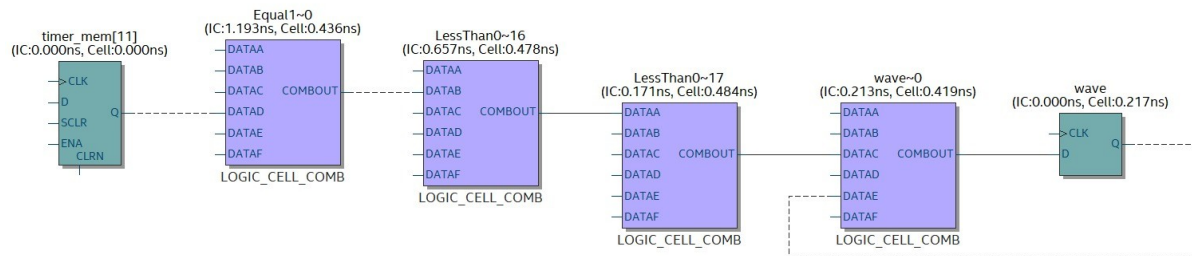 timer_mem[11]
(IC:0.000ns, Cell:0.000ns)
CLK
D
SCLR
ENA
CLRN
Q
Equal1~0
(IC:1.193ns, Cell:0.436ns)
DATAA
DATAB
DATAC
DATAD
DATAE
DATAF
COMBOUT
LOGIC_CELL_COMB
LessThan0~16
(IC:0.657ns, Cell:0.478ns)
DATAA
DATAB
DATAC
DATAD
DATAE
DATAF
COMBOUT
LOGIC_CELL_COMB
LessThan0~17
(IC:0.171ns, Cell:0.484ns)
DATAA
DATAB
DATAC
DATAD
DATAE
DATAF
COMBOUT
LOGIC_CELL_COMB
wave~0
(IC:0.213ns, Cell:0.419ns)
DATAA
DATAB
DATAC
DATAD
DATAE
DATAF
COMBOUT
LOGIC_CELL_COMB
wave
(IC:0.000ns, Cell:0.217ns)
CLK
D
Q